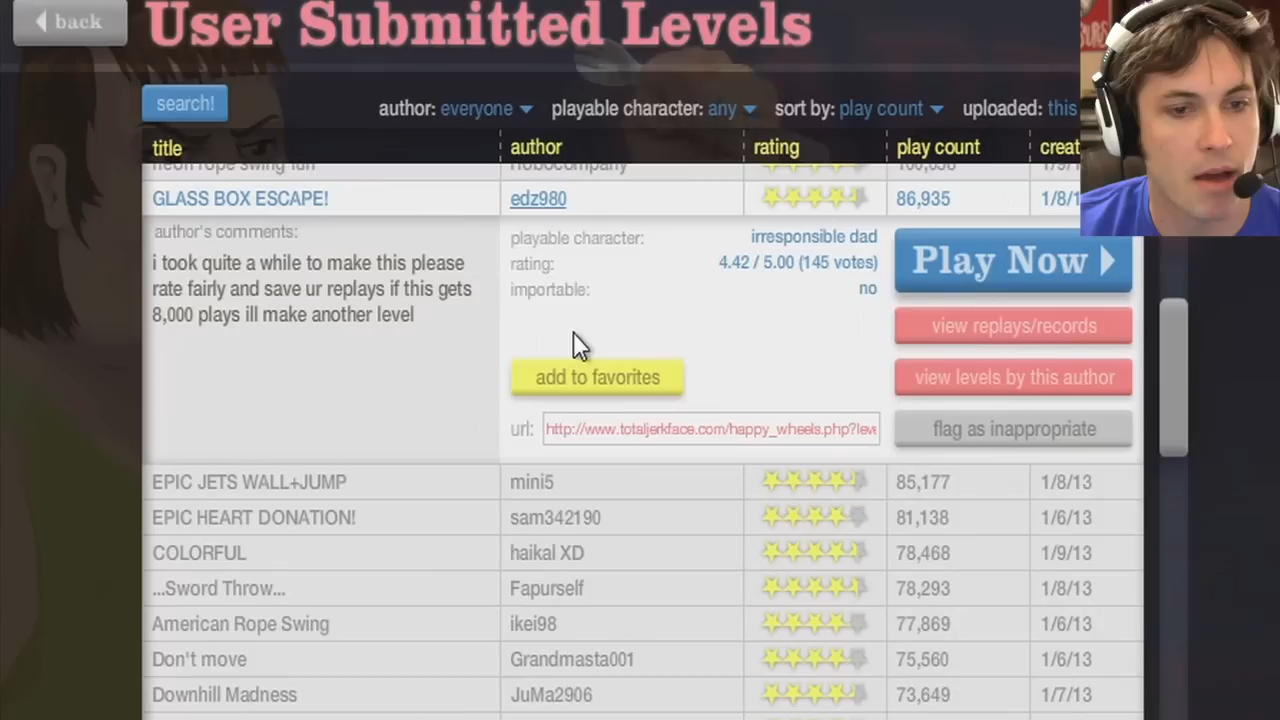 back
User Submitted Levels
search!
author: everyone playable character: any sort by: play count uploaded: this
title author rating play count creat
neon rope swing fun robocompany
GLASS BOX ESCAPE! edz980 86,935 1/8/1
author's comments:
i took quite a while to make this please
rate fairly and save ur replays if this gets
8,000 plays ill make another level
playable character: irresponsible dad
rating: 4.42 / 5.00 (145 votes)
importable: no
add to favorites
url: http://www.totaljerkface.com/happy_wheels.php?leve
Play Now
view replays/records
view levels by this author
flag as inappropriate
EPIC JETS WALL+JUMP mini5 85,177 1/8/13
EPIC HEART DONATION! sam342190 81,138 1/6/13
COLORFUL haikal XD 78,468 1/9/13
...Sword Throw... Fapurself 78,293 1/8/13
American Rope Swing ikei98 77,869 1/6/13
Don't move Grandmasta001 75,560 1/6/13
Downhill Madness JuMa2906 73,649 1/7/13